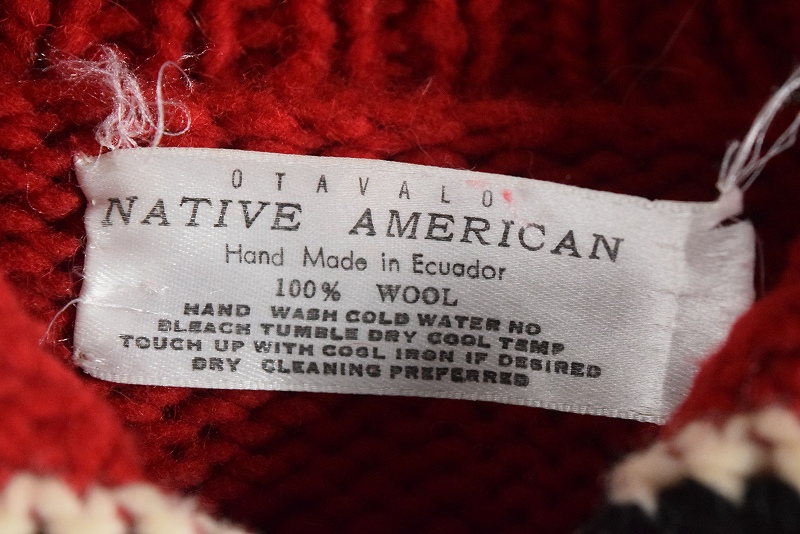 OTAVALO
NATIVE AMERICAN
Hand Made in Ecuador
100% WOOL
HAND WASH COLD WATER NO
BLEACH TUMBLE DRY COOL TEMP
TOUCH UP WITH COOL IRON IF DESIRED
DRY CLEANING PREFERRED